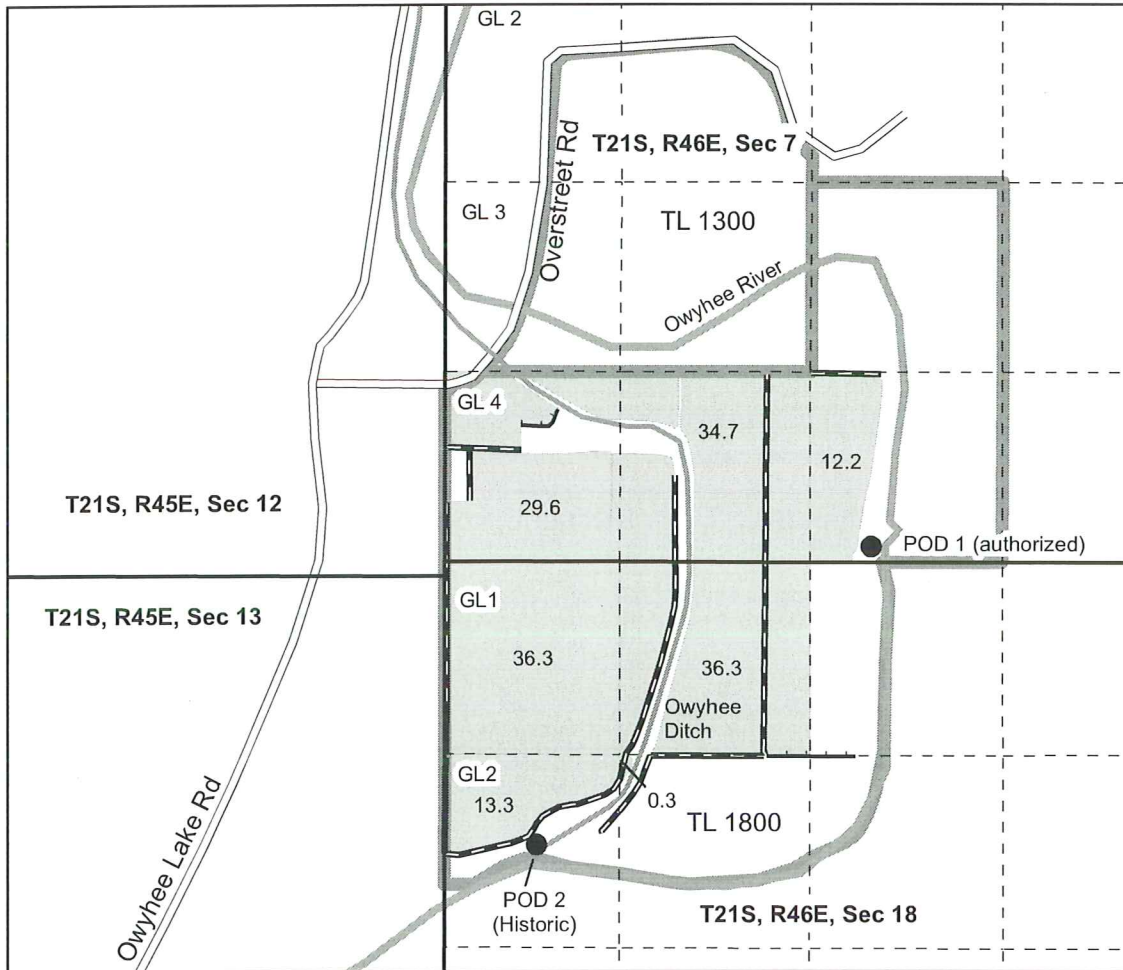 GL 2
T21S, R46E, Sec 7
Overstreet Rd
GL 3
TL 1300
Owyhee River
GL 4
34.7
12.2
T21S, R45E, Sec 12
29.6
POD 1 (authorized)
T21S, R45E, Sec 13
GL1
36.3
36.3
Owyhee
Ditch
GL2
13.3
0.3
TL 1800
Owyhee Lake Rd
POD 2
(Historic)
T21S, R46E, Sec 18